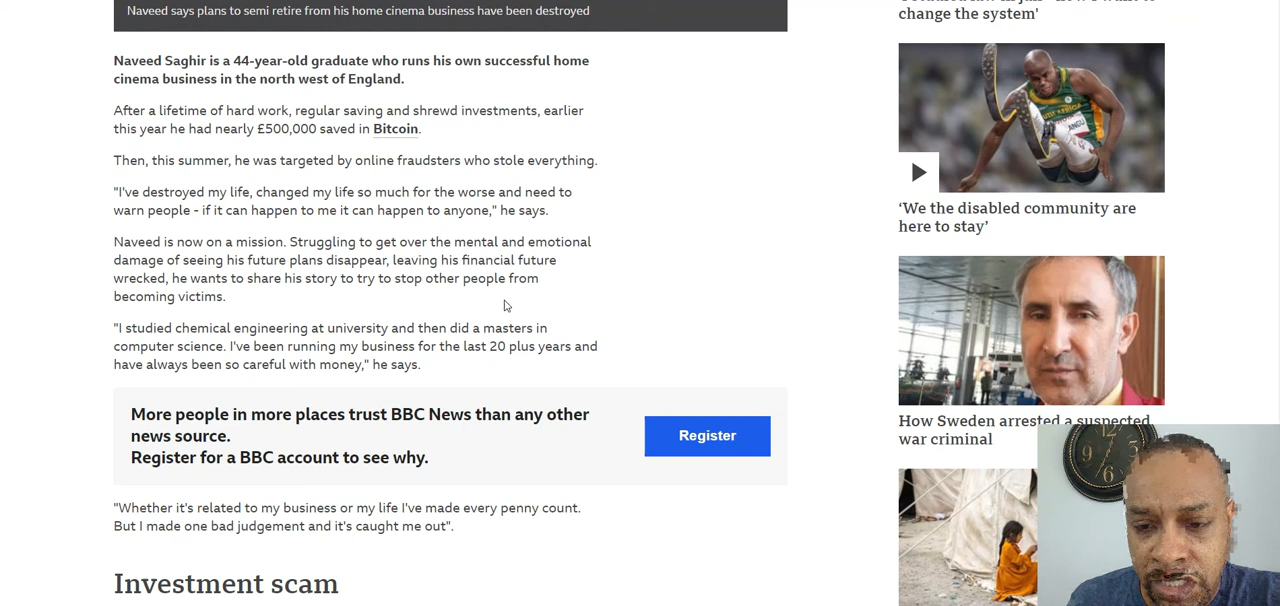 Naveed says plans to semi retire from his home cinema business have been destroyed
Naveed Saghir is a 44-year-old graduate who runs his own successful home
cinema business in the north west of England.
After a lifetime of hard work, regular saving and shrewd investments, earlier
this year he had nearly £500,000 saved in Bitcoin.
Then, this summer, he was targeted by online fraudsters who stole everything.
"I've destroyed my life, changed my life so much for the worse and need to
warn people - if it can happen to me it can happen to anyone," he says.
Naveed is now on a mission. Struggling to get over the mental and emotional
damage of seeing his future plans disappear, leaving his financial future
wrecked, he wants to share his story to try to stop other people from
becoming victims.
"I studied chemical engineering at university and then did a masters in
computer science. I've been running my business for the last 20 plus years and
have always been so careful with money," he says.
More people in more places trust BBC News than any other
news source.
Register for a BBC account to see why.
Register
"Whether it's related to my business or my life I've made every penny count.
But I made one bad judgement and it's caught me out".
Investment scam
change the system'
‘We the disabled community are
here to stay’
How Sweden arrested a suspected
war criminal